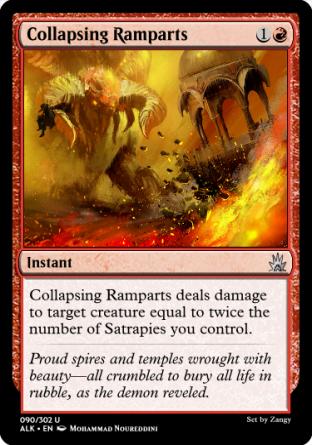 Collapsing Ramparts 1
Instant
Collapsing Ramparts deals damage
to target creature equal to twice the
number of Satrapies you control.
Proud spires and temples wrought with
beauty—all crumbled to bury all life in
rubble, as the demon reveled.
090/302 U
Set by Zangy
ALK • EN Mohammad Noureddini